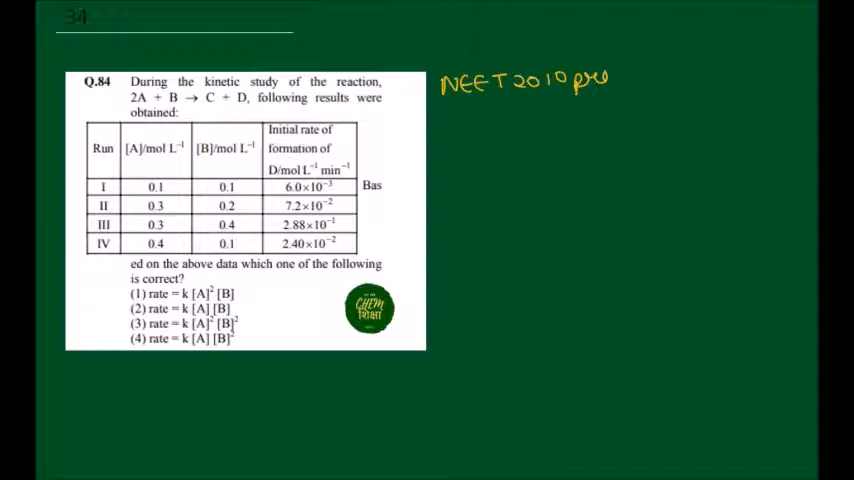 34
NEET 2010 pre
Q.84 During the kinetic study of the reaction,
2A + B → C + D, following results were
obtained:
Run [A]/mol L⁻¹ [B]/mol L⁻¹ Initial rate of formation of D/mol L⁻¹ min⁻¹
I 0.1 0.1 6.0×10⁻³ Bas
II 0.3 0.2 7.2×10⁻²
III 0.3 0.4 2.88×10⁻¹
IV 0.4 0.1 2.40×10⁻²
ed on the above data which one of the following
is correct?
(1) rate = k [A]² [B]
(2) rate = k [A] [B]
(3) rate = k [A]² [B]²
(4) rate = k [A] [B]²
CHEM
शिक्षा